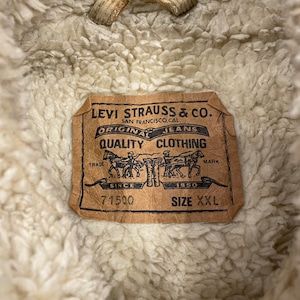 LEVI STRAUSS & CO.
SAN FRANCISCO, CAL.
ORIGINAL JEANS
QUALITY CLOTHING
TRADE MARK
SINCE 1850
71500 SIZE XXL